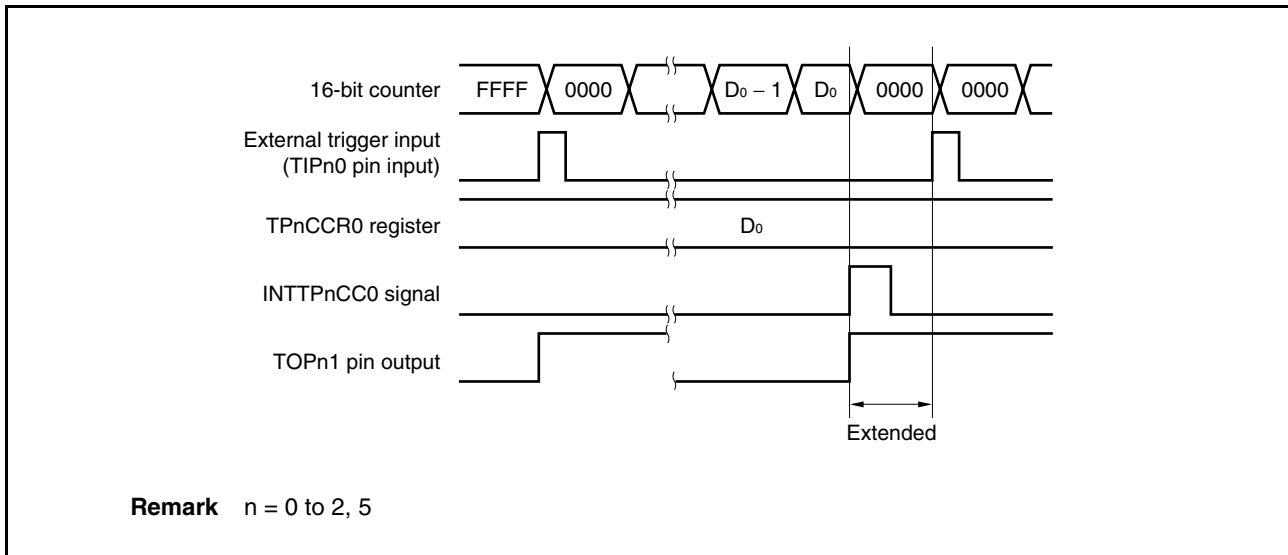 16-bit counter FFFF 0000 D0 − 1 D0 0000 0000
External trigger input
(TIPn0 pin input)
TPnCCR0 register D0
INTTPnCC0 signal
TOPn1 pin output
Extended
Remark n = 0 to 2, 5